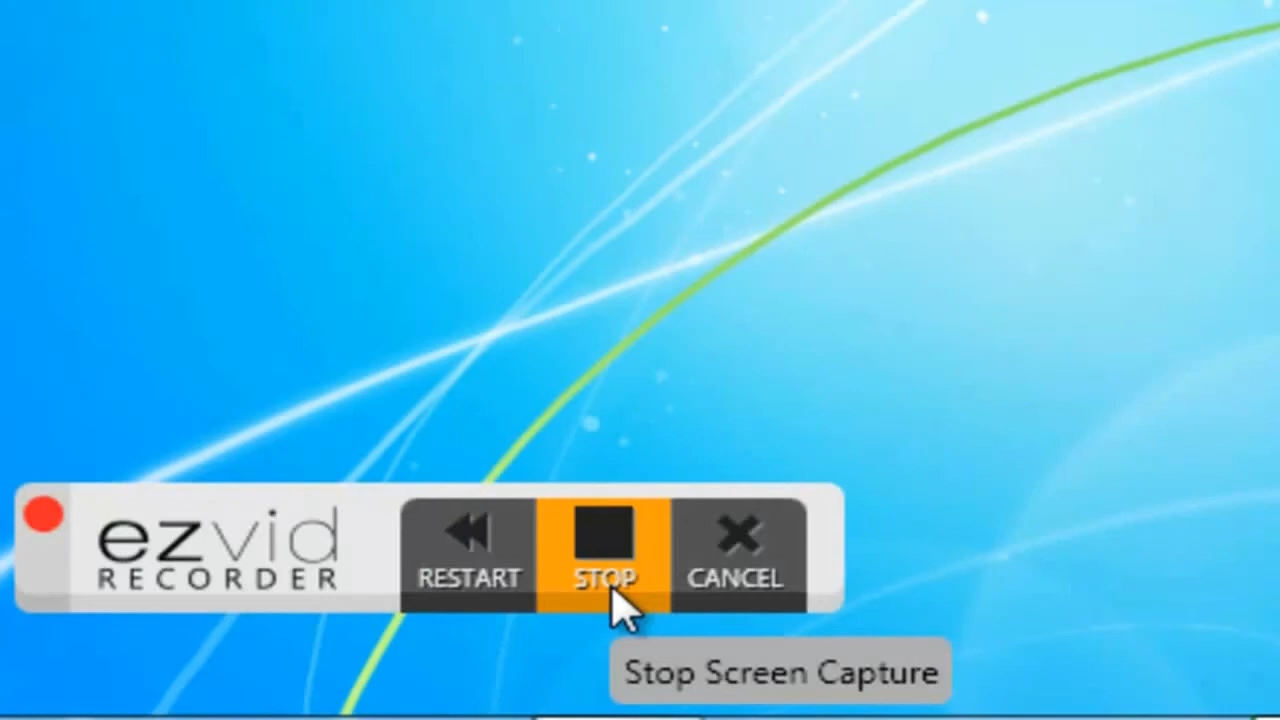 ezvid
RECORDER
RESTART
STOP
CANCEL
Stop Screen Capture